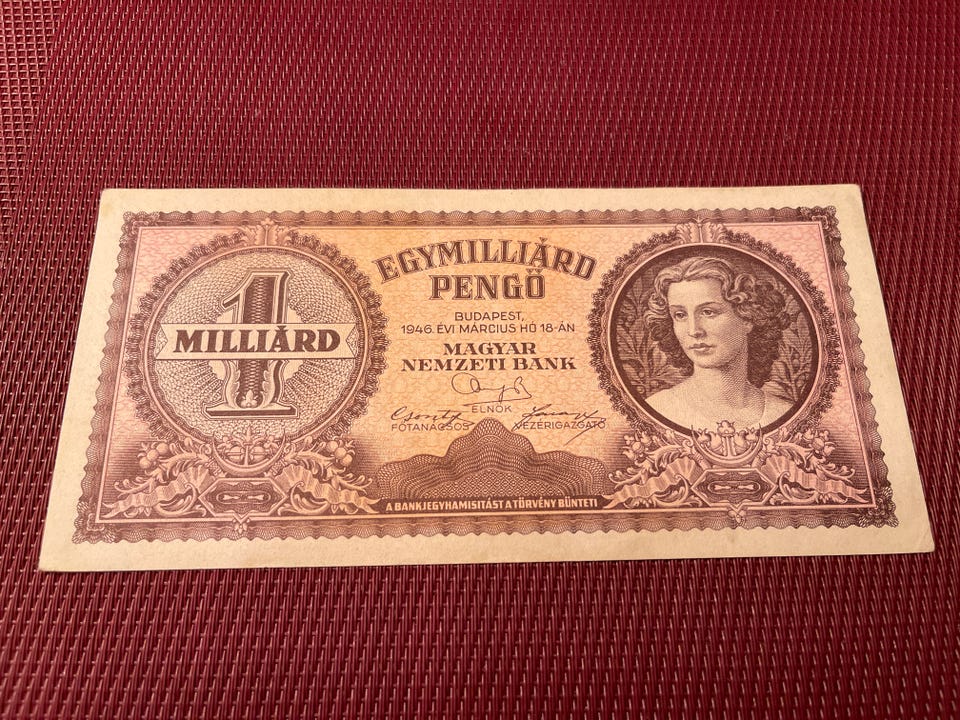 1
MILLIÁRD
EGYMILLIÁRD
PENGŐ
BUDAPEST,
1946. ÉVI MÁRCIUS HÓ 18-ÁN
MAGYAR
NEMZETI BANK
ELNÖK
FŐTANÁCSOS VEZÉRIGAZGATÓ
A BANKJEGYHAMISÍTÁST A TÖRVÉNY BÜNTETI